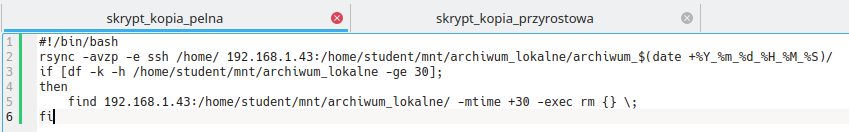 skrypt_kopia_pelna
skrypt_kopia_przyrostowa
1 #!/bin/bash
2 rsync -avzp -e ssh /home/ 192.168.1.43:/home/student/mnt/archiwum_lokalne/archiwum_$(date +%Y_%m_%d_%H_%M_%S)/
3 if [df -k -h /home/student/mnt/archiwum_lokalne -ge 30];
4 then
5     find 192.168.1.43:/home/student/mnt/archiwum_lokalne/ -mtime +30 -exec rm {} \;
6 fi